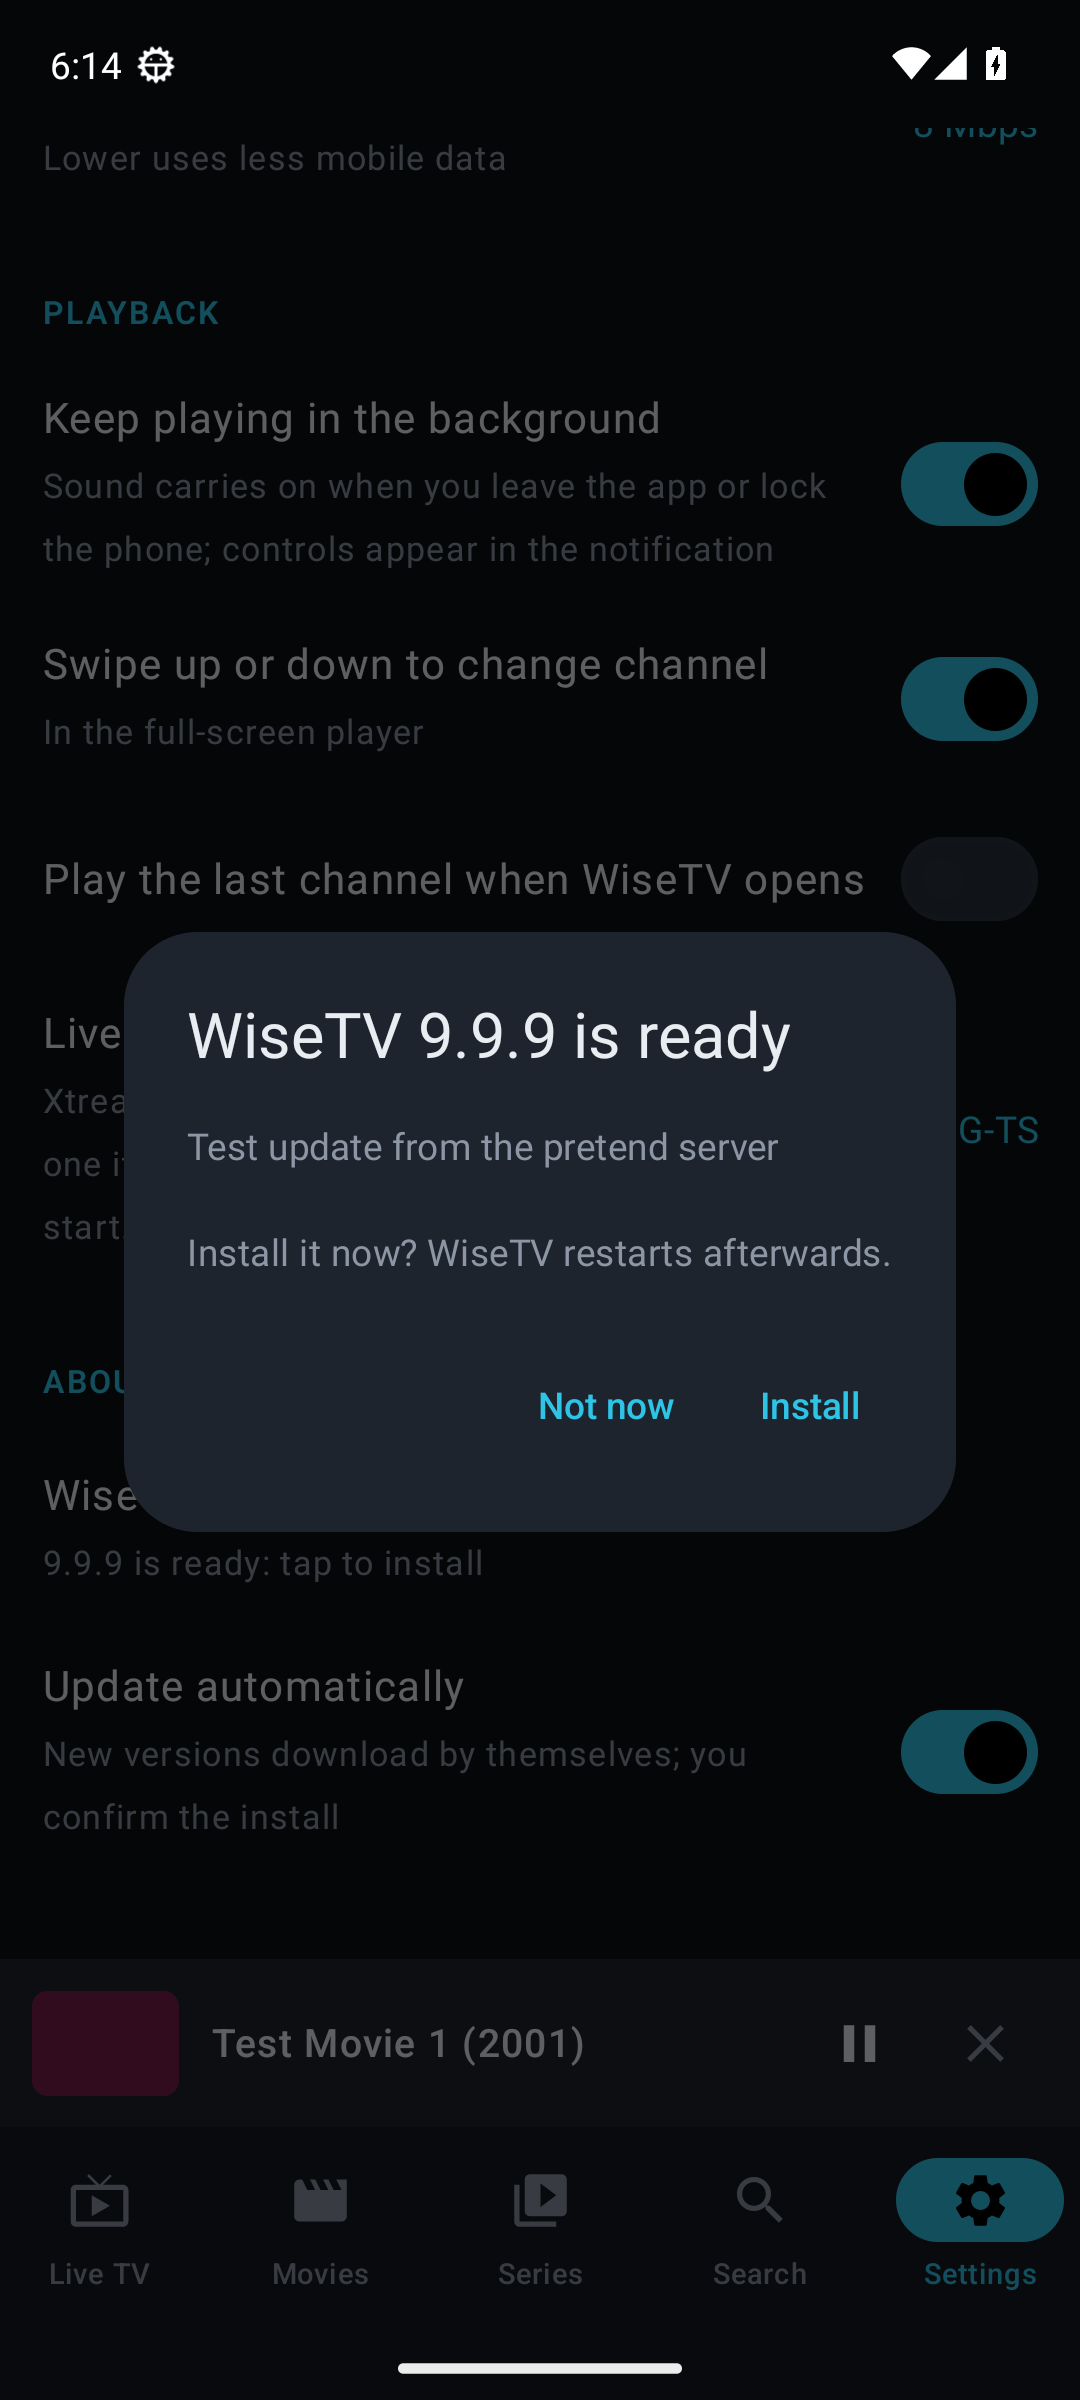 6:14
Lower uses less mobile data
PLAYBACK
Keep playing in the background
Sound carries on when you leave the app or lock
the phone; controls appear in the notification
Swipe up or down to change channel
In the full-screen player
Play the last channel when WiseTV opens
Live
WiseTV 9.9.9 is ready
Test update from the pretend server
G-TS
Install it now? WiseTV restarts afterwards.
start.
Not now Install
9.9.9 is ready: tap to install
Update automatically
New versions download by themselves; you
confirm the install
Test Movie 1 (2001)
Live TV Movies Series Search Settings